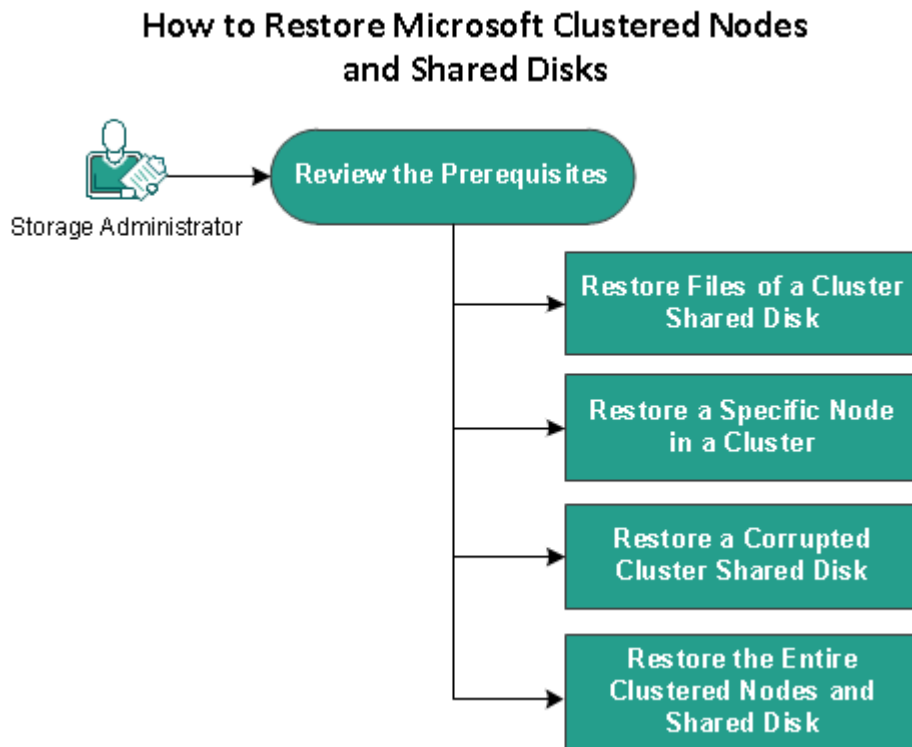 How to Restore Microsoft Clustered Nodes
and Shared Disks
Review the Prerequisites
Storage Administrator
Restore Files of a Cluster
Shared Disk
Restore a Specific Node
in a Cluster
Restore a Corrupted
Cluster Shared Disk
Restore the Entire
Clustered Nodes and
Shared Disk